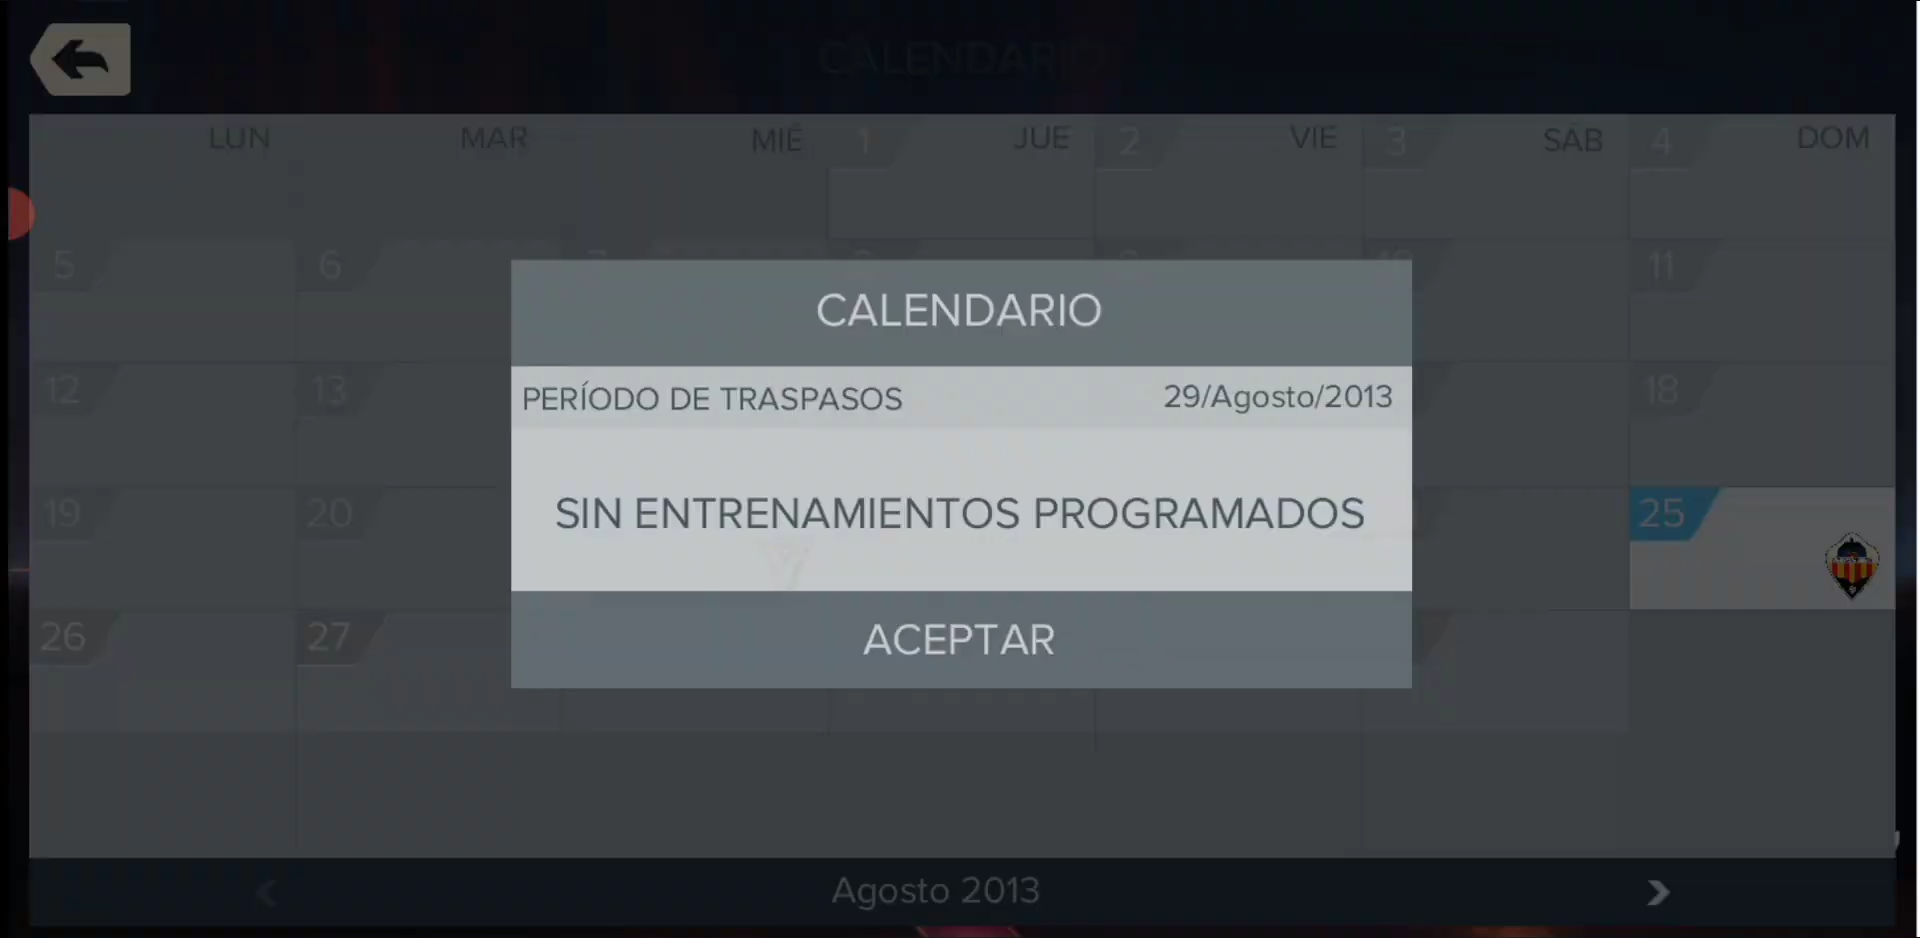 CALENDARIO
LUN MAR MIÉ 1 JUE 2 VIE 3 SÁB 4 DOM
5 6 11
CALENDARIO
PERÍODO DE TRASPASOS 29/Agosto/2013
12 13 18
SIN ENTRENAMIENTOS PROGRAMADOS
19 20 25
26 27
ACEPTAR
Agosto 2013